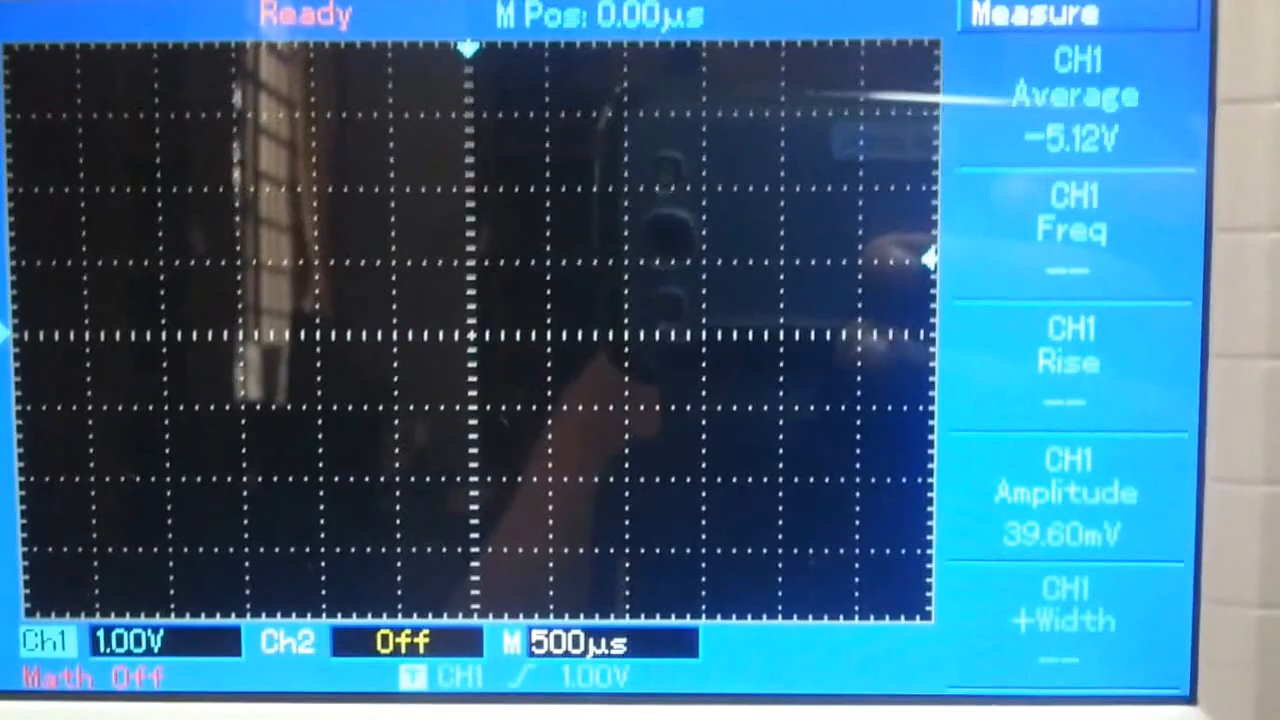 Ready M Pos: 0.00µs Measure
CH1
Average
-5.12V
CH1
Freq
--
CH1
Rise
--
CH1
Amplitude
39.60mV
CH1
+Width
--
Ch1 1.00V Ch2 Off M 500µs
Math Off T CH1 1.00V